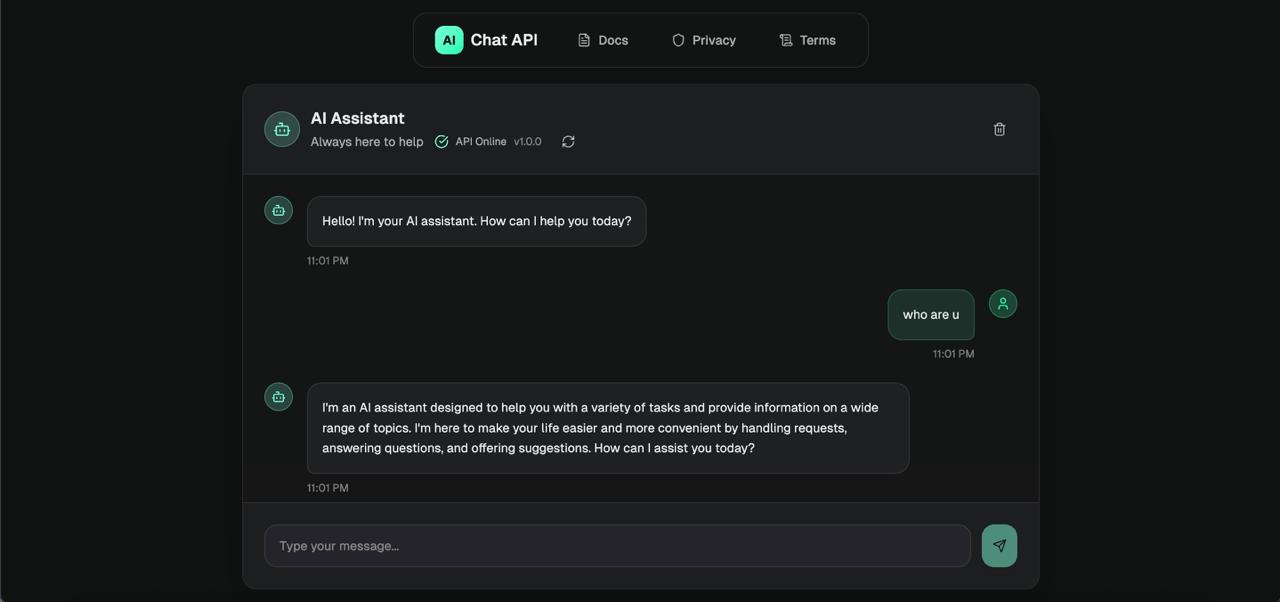 AI Chat API Docs Privacy Terms
AI Assistant
Always here to help API Online v1.0.0
Hello! I'm your AI assistant. How can I help you today?
11:01 PM
who are u
11:01 PM
I'm an AI assistant designed to help you with a variety of tasks and provide information on a wide
range of topics. I'm here to make your life easier and more convenient by handling requests,
answering questions, and offering suggestions. How can I assist you today?
11:01 PM
Type your message...